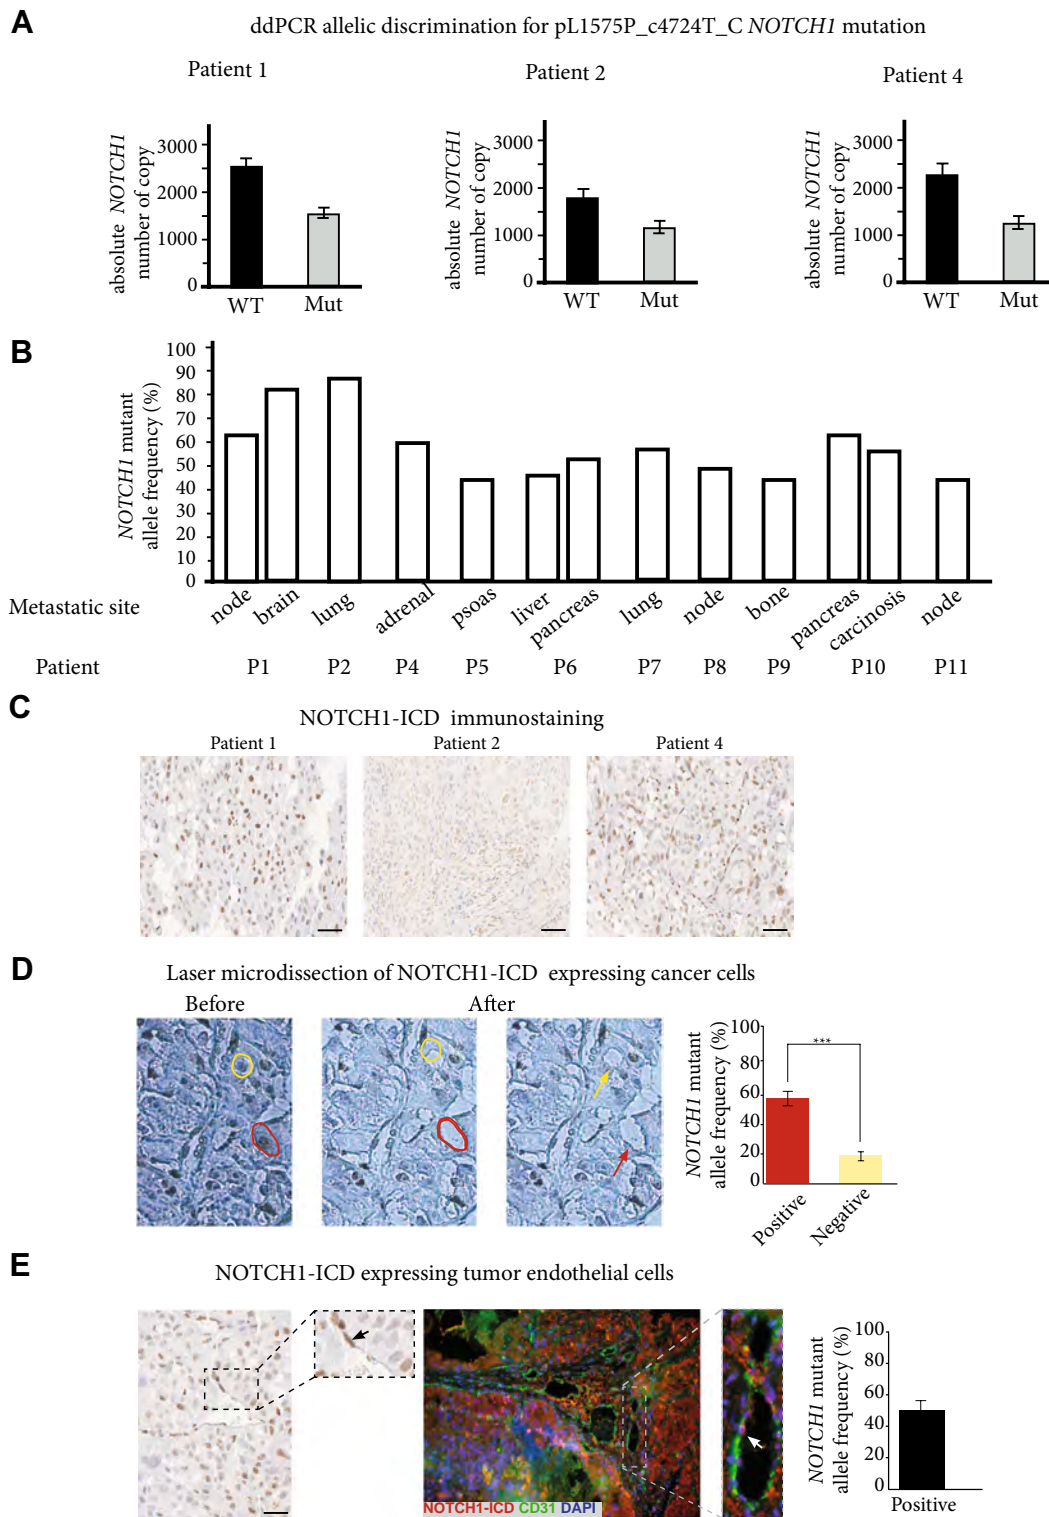 A
ddPCR allelic discrimination for pL1575P_c4724T_C NOTCH1 mutation
Patient 1
Patient 2
Patient 4
absolute NOTCH1
number of copy
3000
2000
1000
0
WT
Mut
absolute NOTCH1
number of copy
3000
2000
1000
0
WT
Mut
absolute NOTCH1
number of copy
3000
2000
1000
0
WT
Mut
B
NOTCH1 mutant
allele frequency (%)
100
90
80
70
60
50
40
30
20
10
0
Metastatic site
node
brain
lung
adrenal
psoas
liver
pancreas
lung
node
bone
pancreas
carcinosis
node
Patient
P1
P2
P4
P5
P6
P7
P8
P9
P10
P11
C
NOTCH1-ICD immunostaining
Patient 1
Patient 2
Patient 4
D
Laser microdissection of NOTCH1-ICD expressing cancer cells
Before
After
NOTCH1 mutant
allele frequency (%)
100
80
60
40
20
0
***
Positive
Negative
E
NOTCH1-ICD expressing tumor endothelial cells
NOTCH1-ICD CD31 DAPI
NOTCH1 mutant
allele frequency (%)
100
80
60
40
20
0
Positive